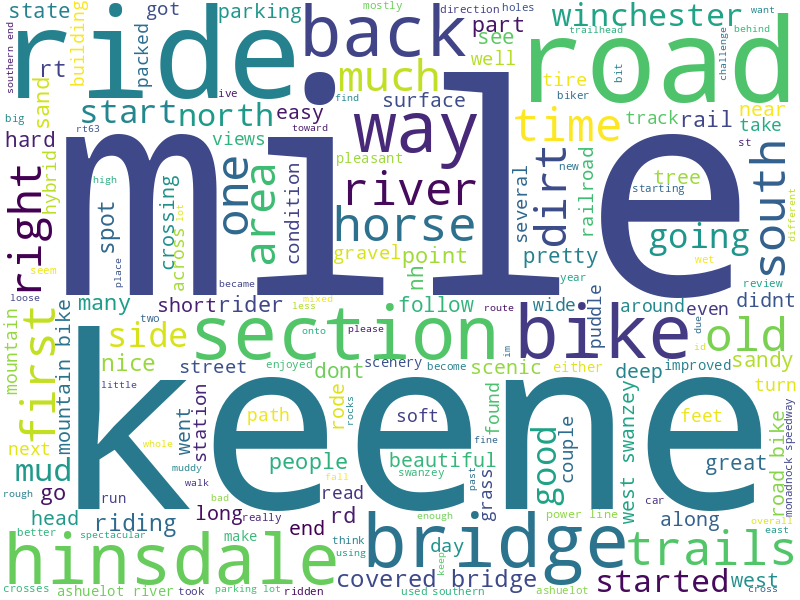 southern end
state
ride
got
parking
back
mostly
direction
holes
winchester
trailhead
want
behind
road
building
rt
packed
part
see
well
much
bit
biker
challenge
big
sand
start
north
easy
surface
way
time
tire
track
rail
near
take
rt63
toward
live
find
hard
hybrid
views
pleasant
st
mile
right
spot
high
place
crossing
across
lot
one
area
condition
river
horse
gravel
point
nh
several
dirt
pretty
railroad
new
tree
starting
going
south
different
wet
seem
loose
became
mixed
less
year
review
many
short
rider
follow
route
wide
puddle
around
even
due
didnt
mountain
mountain bike
first
two
side
onto
please
section
im
bike
id
old
nice
street
enjoyed
dont
scenery
become
scenic
either
deep
improved
sandy
turn
little
went
station
path
rode
rocks
soft
found
couple
west swanzey
feet
road bike
monadnock speedway
next
whole
keene
people
beautiful
fine
good
great
mud
muddy
swanzey
past
grass
rough
go
run
walk
bad
fall
read
car
head
riding
long
really
end
rd
enough
power line
along
overall
east
better
spectacular
make
think
using
day
keep
bridge
trails
hinsdale
covered bridge
started
west
crosses
ashuelot river
took
parking lot
ridden
used
southern
ashuelot
cross